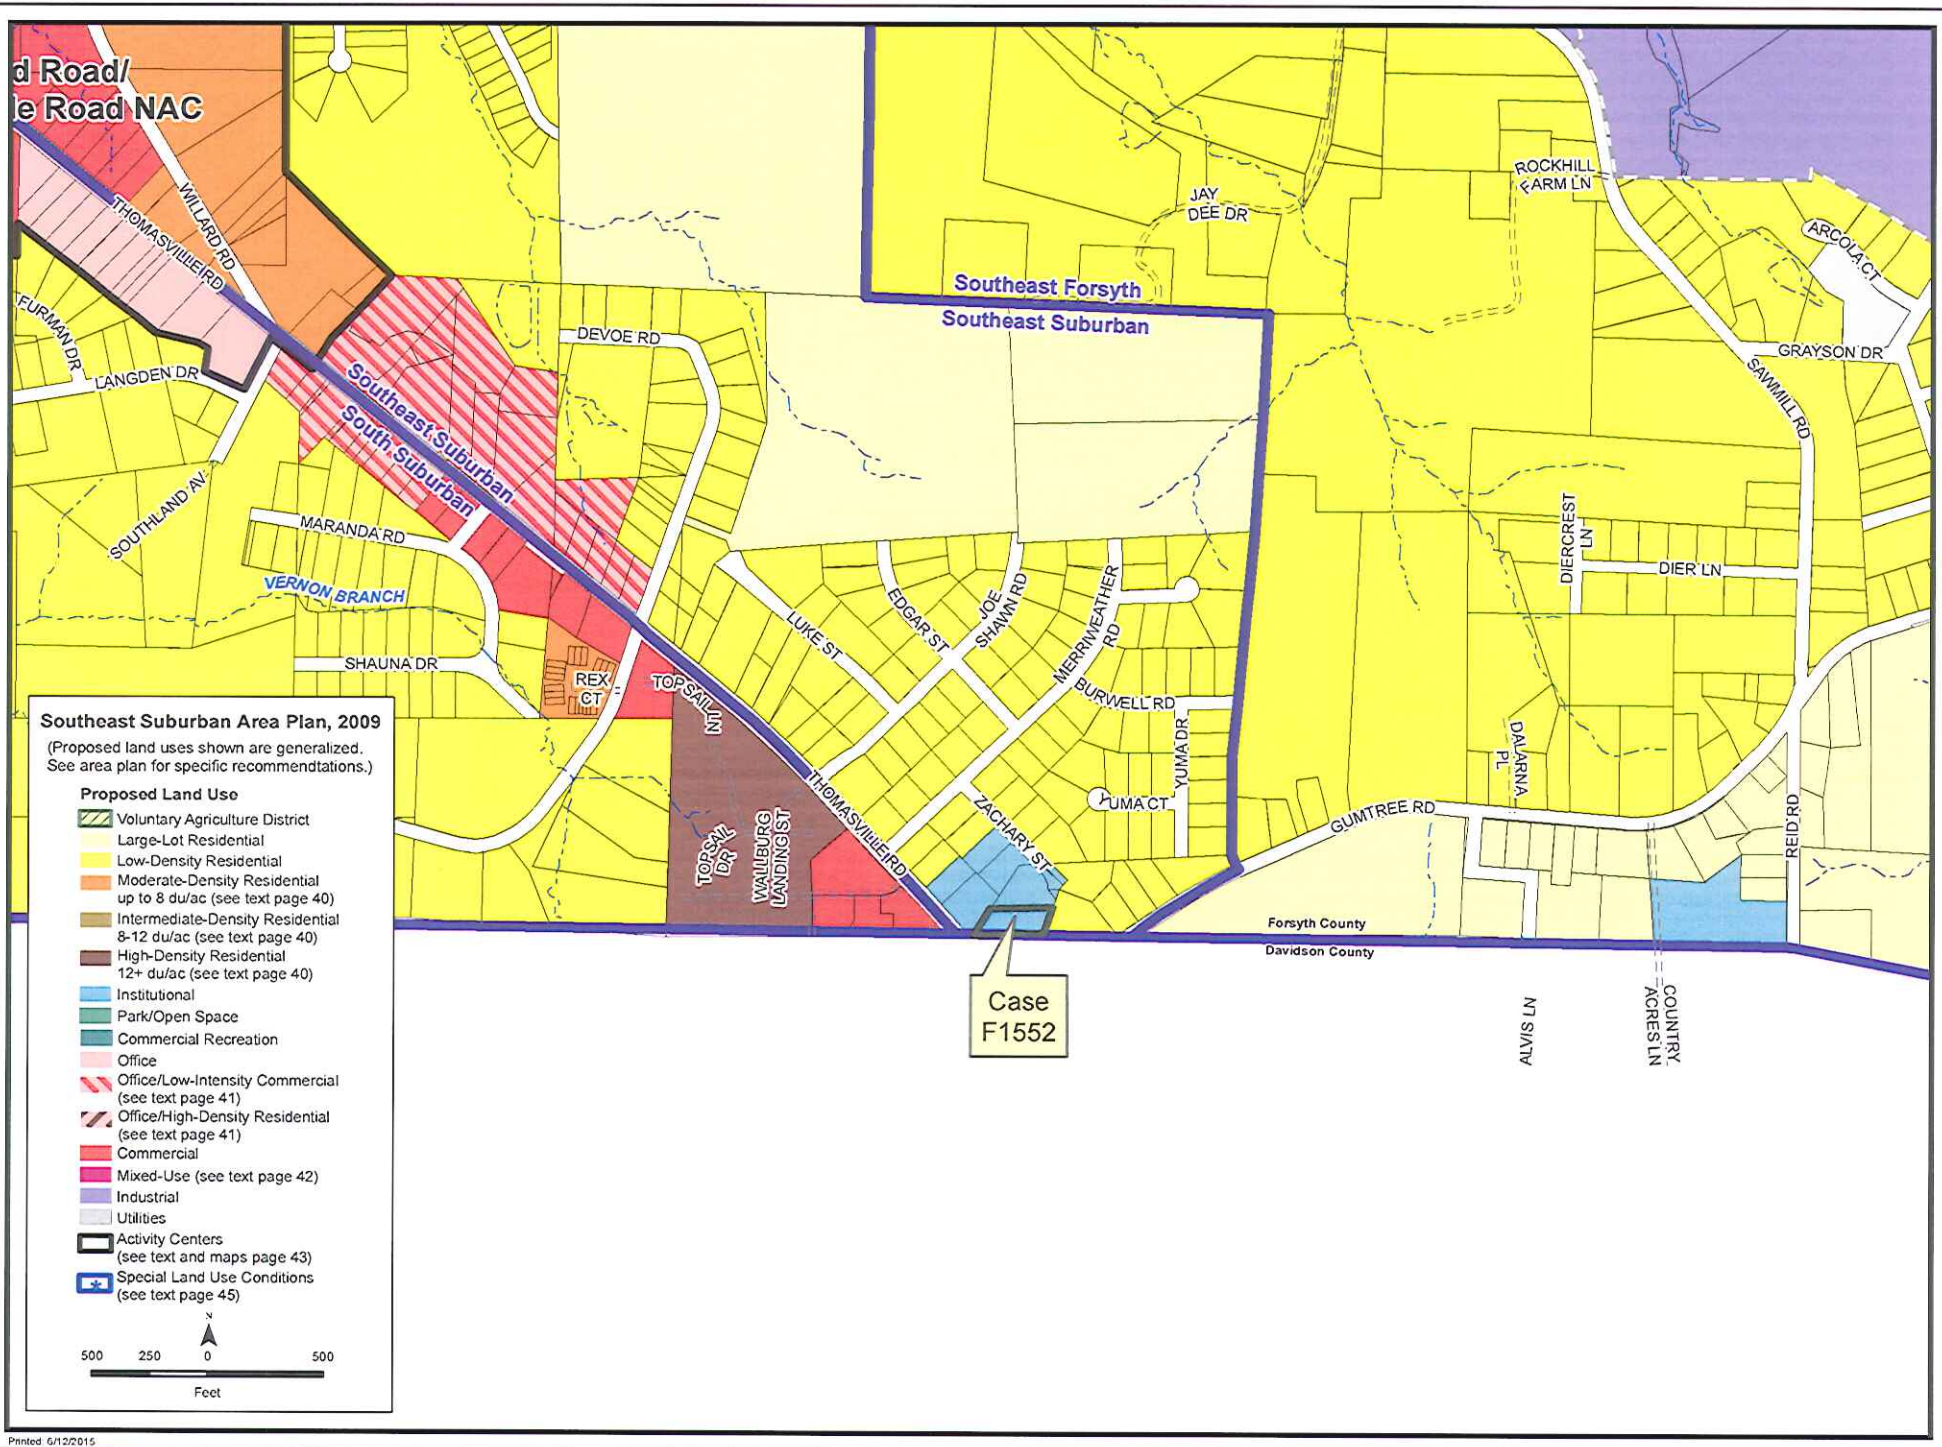 d Road/
le Road NAC
WILLARD RD
THOMASVILLE RD
FURMAN DR
LANGDEN DR
SOUTHLAND AV
MARANDA RD
VERNON BRANCH
SHAUNA DR
DEVOE RD
Southeast Suburban
South Suburban
REX
CT
TOPSAIL LN
TOPSAIL
DR
WALLBURG
LANDING ST
THOMASVILLE RD
LUKE ST
EDGAR ST
JOE
SHAWN RD
MERRIWEATHER
RD
BURWELL RD
YUMA DR
YUMA CT
ZACHARY ST
Southeast Forsyth
Southeast Suburban
JAY
DEE DR
ROCKHILL
FARM LN
ARCOLA CT
GRAYSON DR
SAWMILL RD
DIERCREST
LN
DIER LN
DALARNA
PL
GUMTREE RD
REID RD
Forsyth County
Davidson County
ALVIS LN
COUNTRY
ACRES LN
Case
F1552
Southeast Suburban Area Plan, 2009
(Proposed land uses shown are generalized.
See area plan for specific recommendtations.)
Proposed Land Use
Voluntary Agriculture District
Large-Lot Residential
Low-Density Residential
Moderate-Density Residential
up to 8 du/ac (see text page 40)
Intermediate-Density Residential
8-12 du/ac (see text page 40)
High-Density Residential
12+ du/ac (see text page 40)
Institutional
Park/Open Space
Commercial Recreation
Office
Office/Low-Intensity Commercial
(see text page 41)
Office/High-Density Residential
(see text page 41)
Commercial
Mixed-Use (see text page 42)
Industrial
Utilities
Activity Centers
(see text and maps page 43)
Special Land Use Conditions
(see text page 45)
N
500 250 0 500
Feet
Printed: 6/12/2015